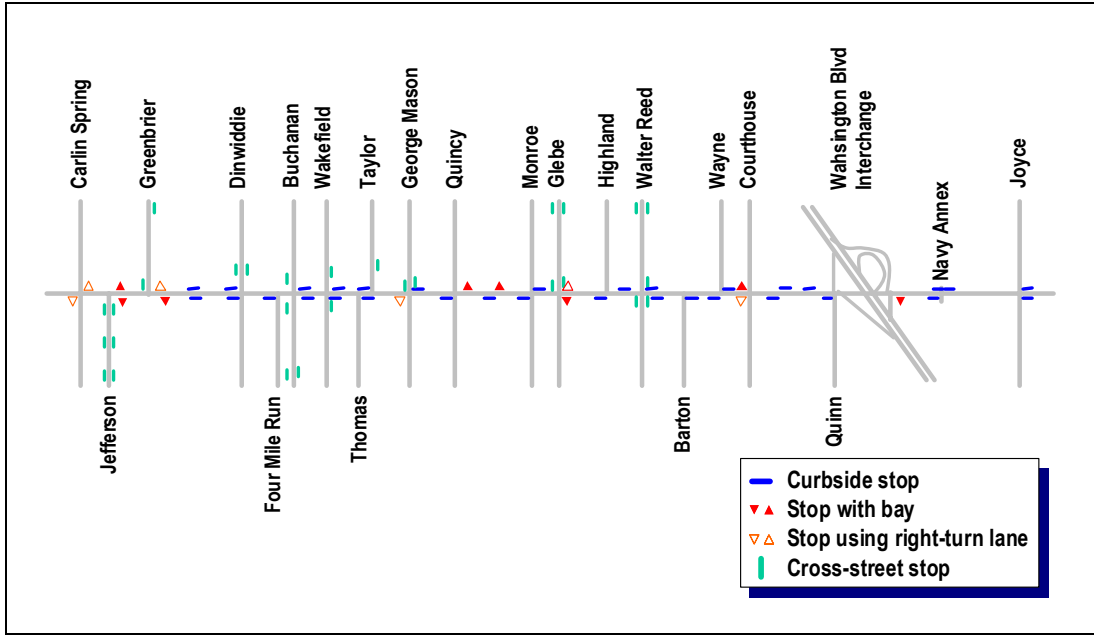 Carlin Spring
Greenbrier
Dinwiddie
Buchanan
Wakefield
Taylor
George Mason
Quincy
Monroe
Glebe
Highland
Walter Reed
Wayne
Courthouse
Wahsington Blvd
Interchange
Navy Annex
Joyce
Jefferson
Four Mile Run
Thomas
Barton
Quinn
Curbside stop
Stop with bay
Stop using right-turn lane
Cross-street stop